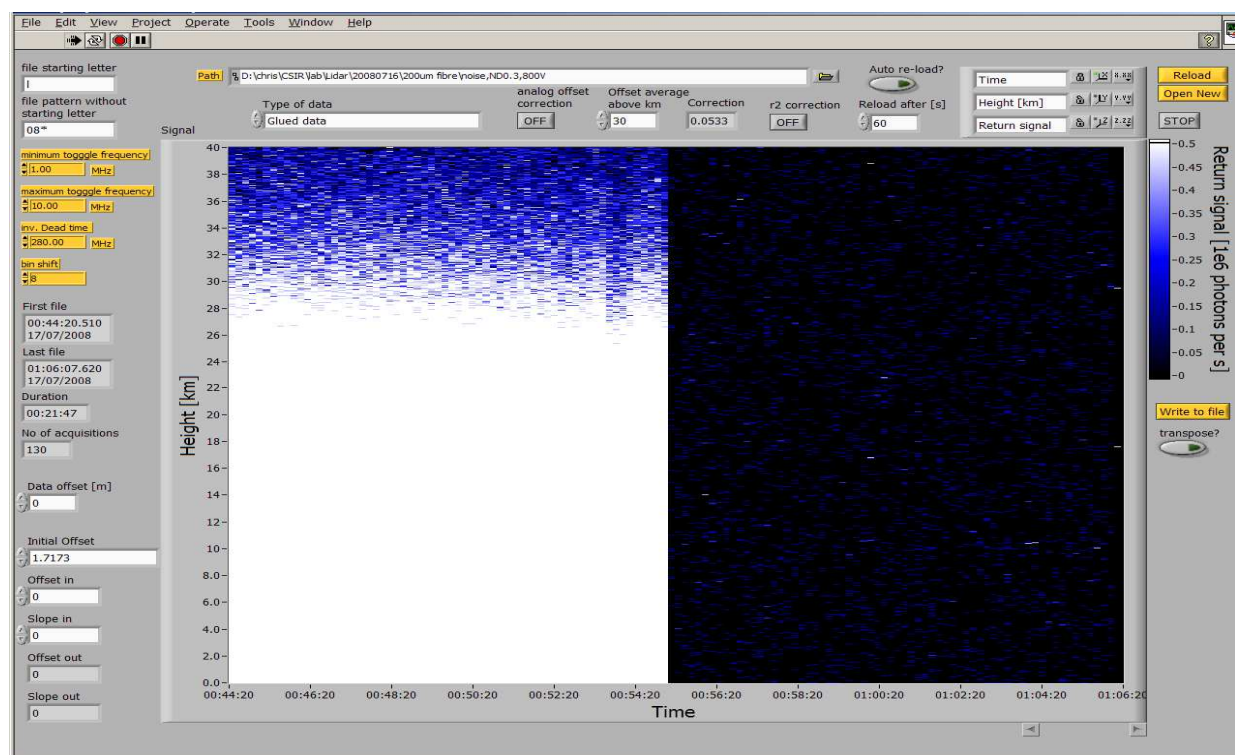 File Edit View Project Operate Tools Window Help
file starting letter
l
file pattern without
starting letter
08*
Path
D:\chris\CSIR\lab\Lidar\20080716\200um fibre\noise,ND0.3,800V
Auto re-load?
Type of data
Glued data
analog offset
correction
OFF
Offset average
above km
30
Correction
0.0533
r2 correction
OFF
Reload after [s]
60
Time
Height [km]
Return signal
Reload
Open New
STOP
minimum togggle frequency
1.00 MHz
maximum togggle frequency
10.00 MHz
inv. Dead time
280.00 MHz
bin shift
8
First file
00:44:20.510
17/07/2008
Last file
01:06:07.620
17/07/2008
Duration
00:21:47
No of acquisitions
130
Data offset [m]
0
Initial Offset
1.7173
Offset in
0
Slope in
0
Offset out
0
Slope out
0
Signal
Height [km]
40
38
36
34
32
30
28
26
24
22
20
18
16
14
12
10
8.0
6.0
4.0
2.0
0.0
00:44:20 00:46:20 00:48:20 00:50:20 00:52:20 00:54:20 00:56:20 00:58:20 01:00:20 01:02:20 01:04:20 01:06:20
Time
-0.5
-0.45
-0.4
-0.35
-0.3
-0.25
-0.2
-0.15
-0.1
-0.05
-0
Return signal [1e6 photons per s]
Write to file
transpose?